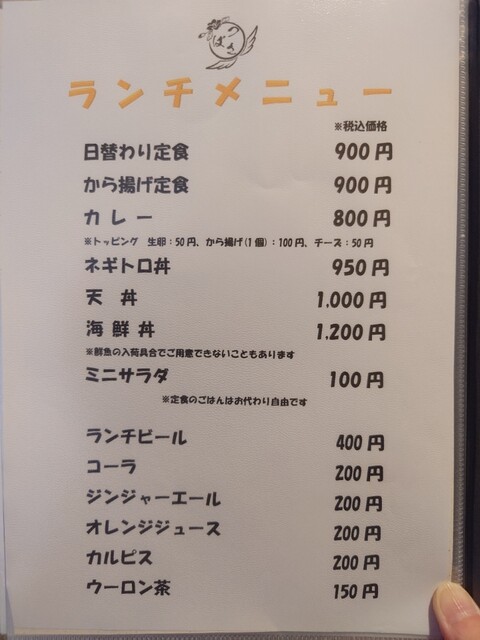 つばさ
ランチメニュー
※税込価格
日替わり定食 900円
から揚げ定食 900円
カレー 800円
※トッピング 生卵:50円、から揚げ(1個):100円、チーズ:50円
ネギトロ丼 950円
天 丼 1,000円
海鮮丼 1,200円
※鮮魚の入荷具合でご用意できないこともあります
ミニサラダ 100円
※定食のごはんはお代わり自由です
ランチビール 400円
コーラ 200円
ジンジャーエール 200円
オレンジジュース 200円
カルピス 200円
ウーロン茶 150円